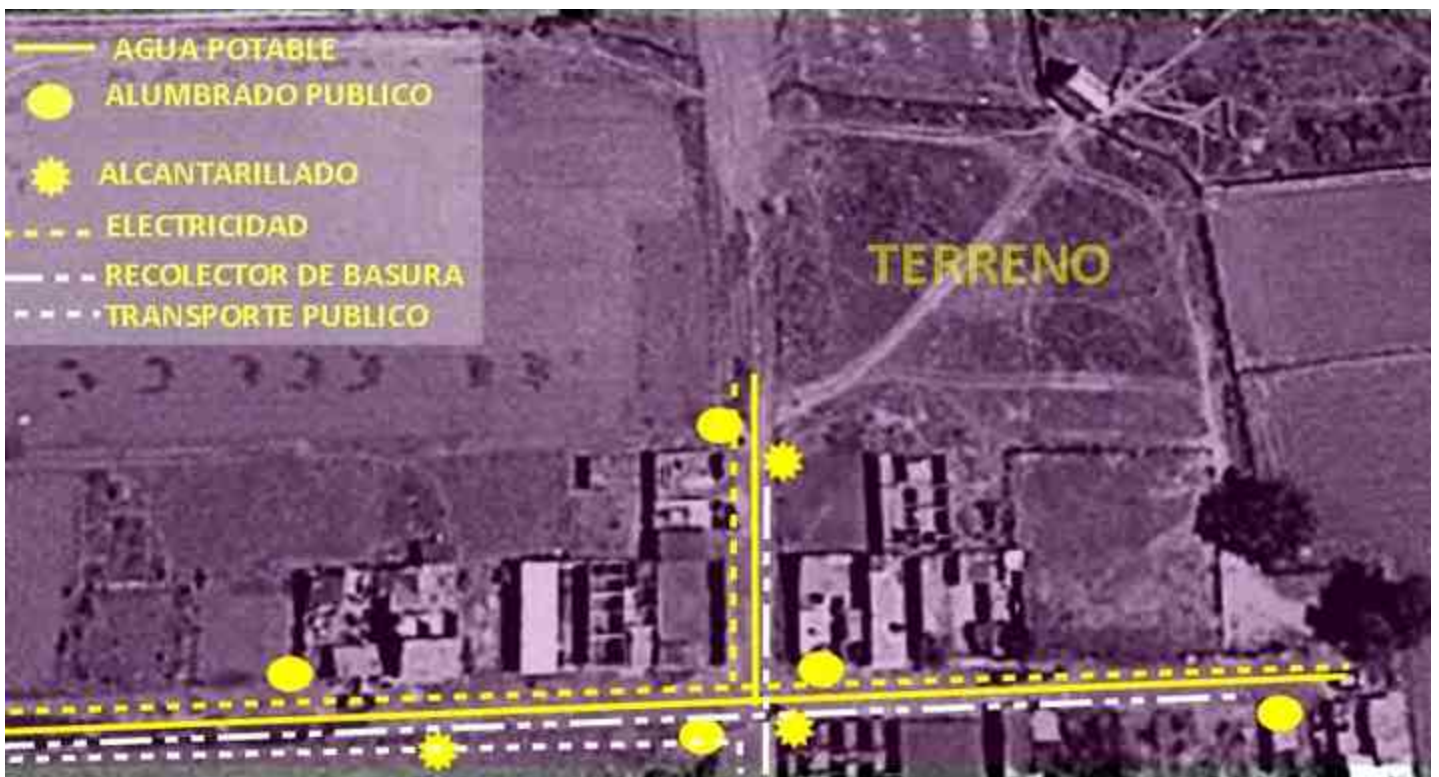 AGUA POTABLE
ALUMBRADO PUBLICO
ALCANTARILLADO
ELECTRICIDAD
RECOLECTOR DE BASURA
TRANSPORTE PUBLICO
TERRENO